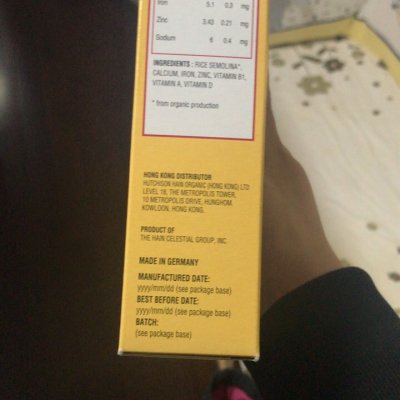 Iron 5.1 0.3 mg
Zinc 3.43 0.21 mg
Sodium 6 0.4 mg
INGREDIENTS : RICE SEMOLINA*,
CALCIUM, IRON, ZINC, VITAMIN B1,
VITAMIN A, VITAMIN D
* from organic production
HONG KONG DISTRIBUTOR
HUTCHISON HAIN ORGANIC (HONG KONG) LTD
LEVEL 18, THE METROPOLIS TOWER,
10 METROPOLIS DRIVE, HUNGHOM,
KOWLOON, HONG KONG.
PRODUCT OF
THE HAIN CELESTIAL GROUP, INC
MADE IN GERMANY
MANUFACTURED DATE:
yyyy/mm/dd (see package base)
BEST BEFORE DATE:
yyyy/mm/dd (see package base)
BATCH:
(see package base)